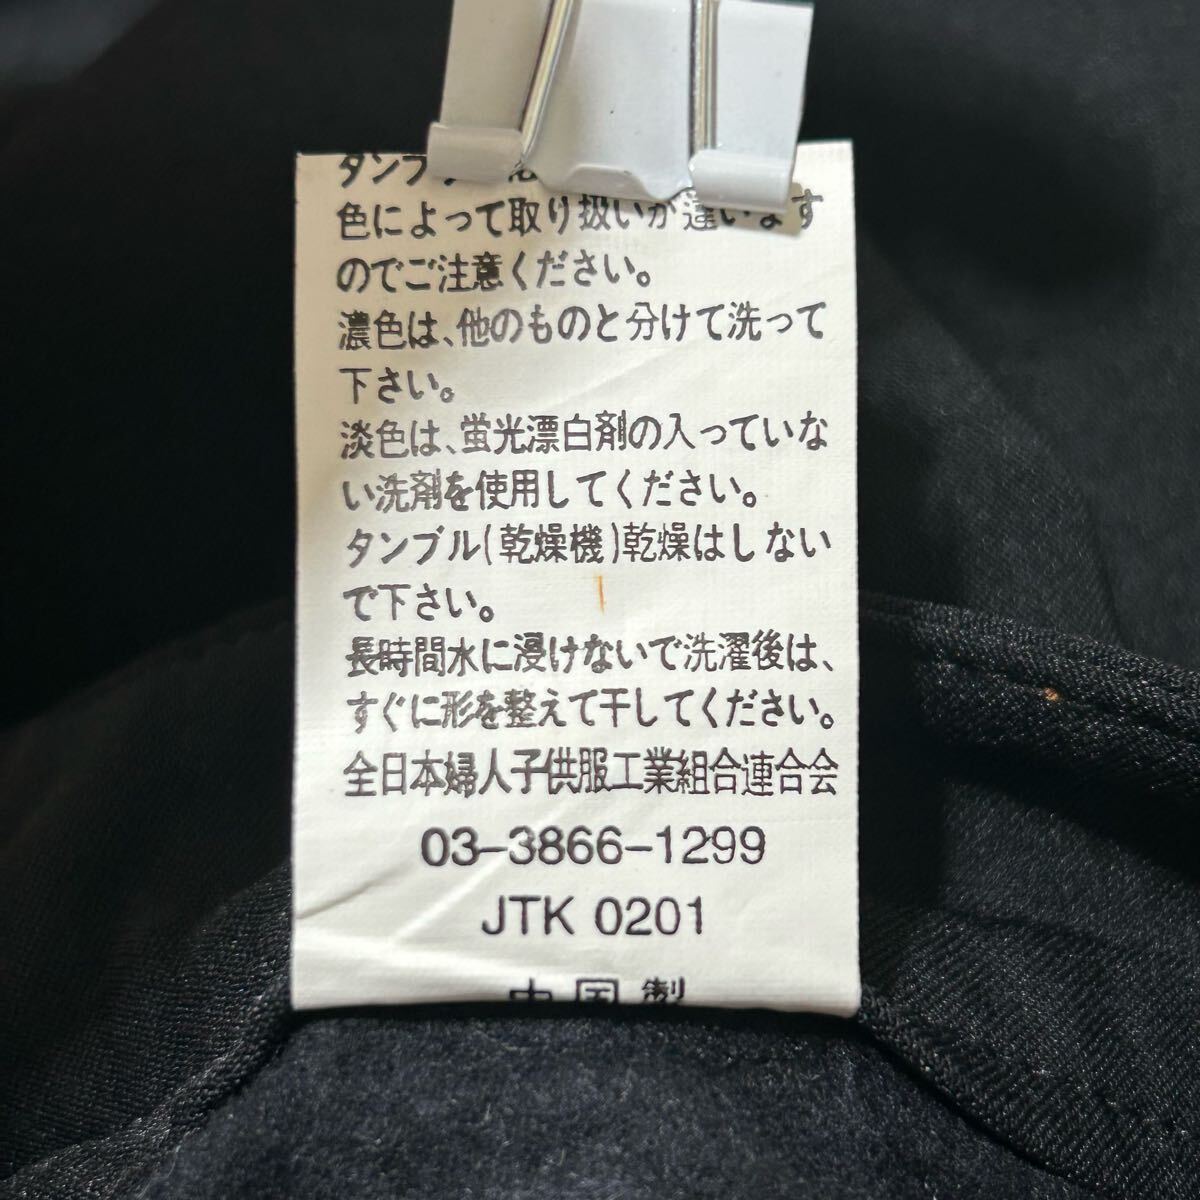 色によって取り扱いが違います
のでご注意ください。
濃色は、他のものと分けて洗って
下さい。
淡色は、蛍光漂白剤の入っていな
い洗剤を使用してください。
タンブル(乾燥機)乾燥はしない
で下さい。
長時間水に浸けないで洗濯後は、
すぐに形を整えて干してください。
全日本婦人子供服工業組合連合会
03-3866-1299
JTK 0201
中国製